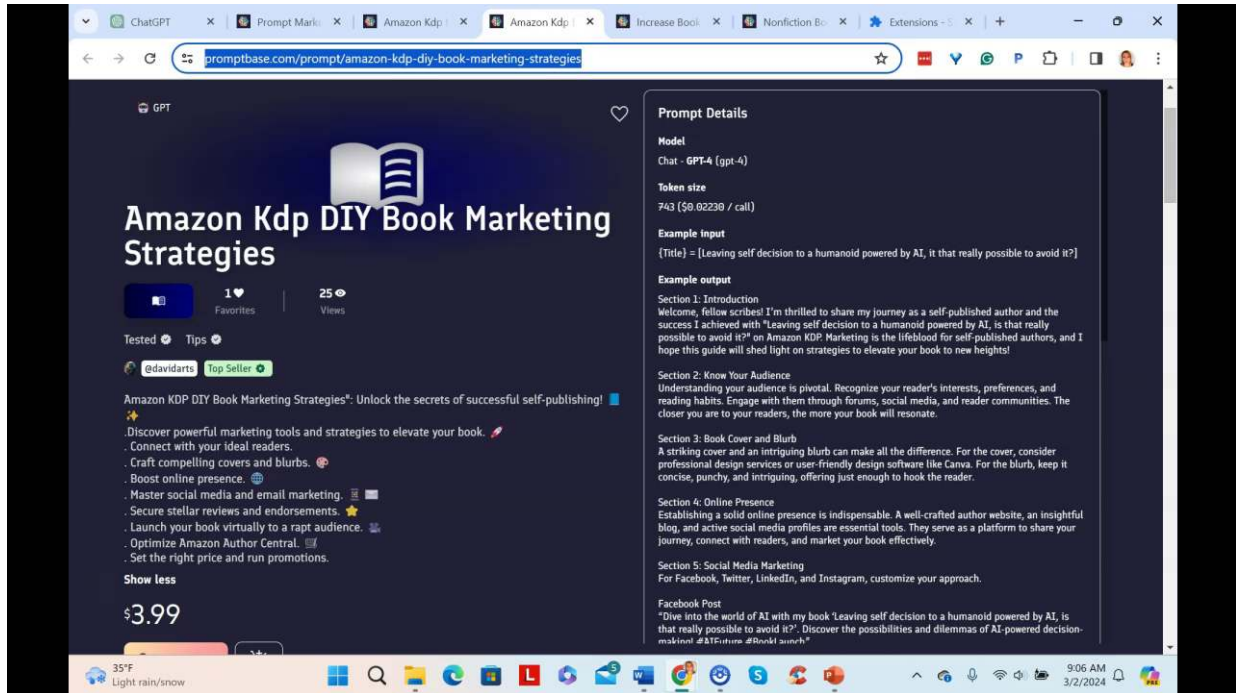 ChatGPT
Prompt Mark
Amazon Kdp
Amazon Kdp
Increase Book
Nonfiction Bo
Extensions - S
promptbase.com/prompt/amazon-kdp-diy-book-marketing-strategies
GPT
Amazon Kdp DIY Book Marketing
Strategies
1
Favorites
25
Views
Tested
Tips
@davidarts
Top Seller
Amazon KDP DIY Book Marketing Strategies": Unlock the secrets of successful self-publishing!
.Discover powerful marketing tools and strategies to elevate your book.
. Connect with your ideal readers.
. Craft compelling covers and blurbs.
. Boost online presence.
. Master social media and email marketing.
. Secure stellar reviews and endorsements.
. Launch your book virtually to a rapt audience.
. Optimize Amazon Author Central.
. Set the right price and run promotions.
Show less
$3.99
Prompt Details
Model
Chat - GPT-4 (gpt-4)
Token size
743 ($0.02230 / call)
Example input
{Title} = [Leaving self decision to a humanoid powered by AI, it that really possible to avoid it?]
Example output
Section 1: Introduction
Welcome, fellow scribes! I'm thrilled to share my journey as a self-published author and the
success I achieved with "Leaving self decision to a humanoid powered by AI, is that really
possible to avoid it?" on Amazon KDP. Marketing is the lifeblood for self-published authors, and I
hope this guide will shed light on strategies to elevate your book to new heights!
Section 2: Know Your Audience
Understanding your audience is pivotal. Recognize your reader's interests, preferences, and
reading habits. Engage with them through forums, social media, and reader communities. The
closer you are to your readers, the more your book will resonate.
Section 3: Book Cover and Blurb
A striking cover and an intriguing blurb can make all the difference. For the cover, consider
professional design services or user-friendly design software like Canva. For the blurb, keep it
concise, punchy, and intriguing, offering just enough to hook the reader.
Section 4: Online Presence
Establishing a solid online presence is indispensable. A well-crafted author website, an insightful
blog, and active social media profiles are essential tools. They serve as a platform to share your
journey, connect with readers, and market your book effectively.
Section 5: Social Media Marketing
For Facebook, Twitter, LinkedIn, and Instagram, customize your approach.
Facebook Post
"Dive into the world of AI with my book 'Leaving self decision to a humanoid powered by AI, is
that really possible to avoid it?'. Discover the possibilities and dilemmas of AI-powered decision-
making! #AIFuture #BookLaunch"
35°F
Light rain/snow
9:06 AM
3/2/2024